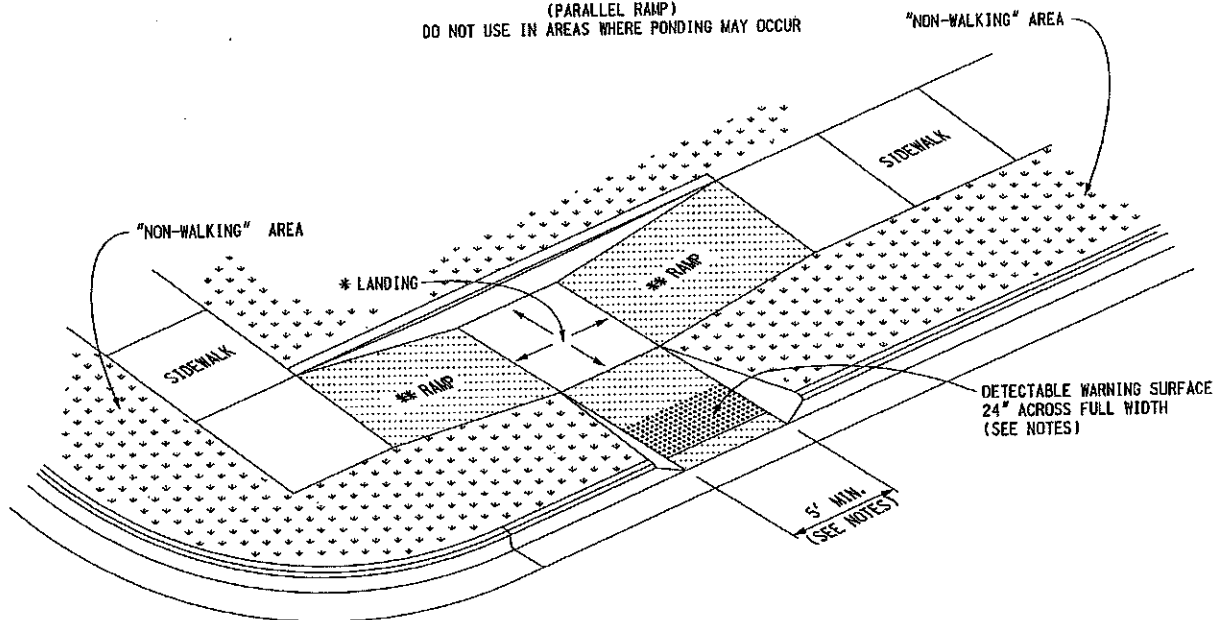 (PARALLEL RAMP)
DO NOT USE IN AREAS WHERE PONDING MAY OCCUR
"NON-WALKING" AREA
SIDEWALK
"NON-WALKING" AREA
* LANDING
** RAMP
SIDEWALK
** RAMP
DETECTABLE WARNING SURFACE
24" ACROSS FULL WIDTH
(SEE NOTES)
5' MIN.
(SEE NOTES)